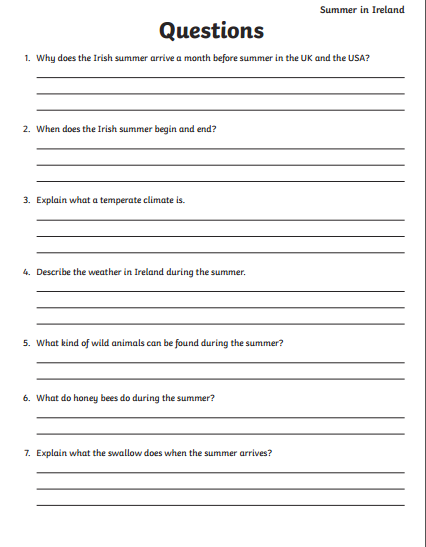 Summer in Ireland
Questions
1. Why does the Irish summer arrive a month before summer in the UK and the USA?
2. When does the Irish summer begin and end?
3. Explain what a temperate climate is.
4. Describe the weather in Ireland during the summer.
5. What kind of wild animals can be found during the summer?
6. What do honey bees do during the summer?
7. Explain what the swallow does when the summer arrives?